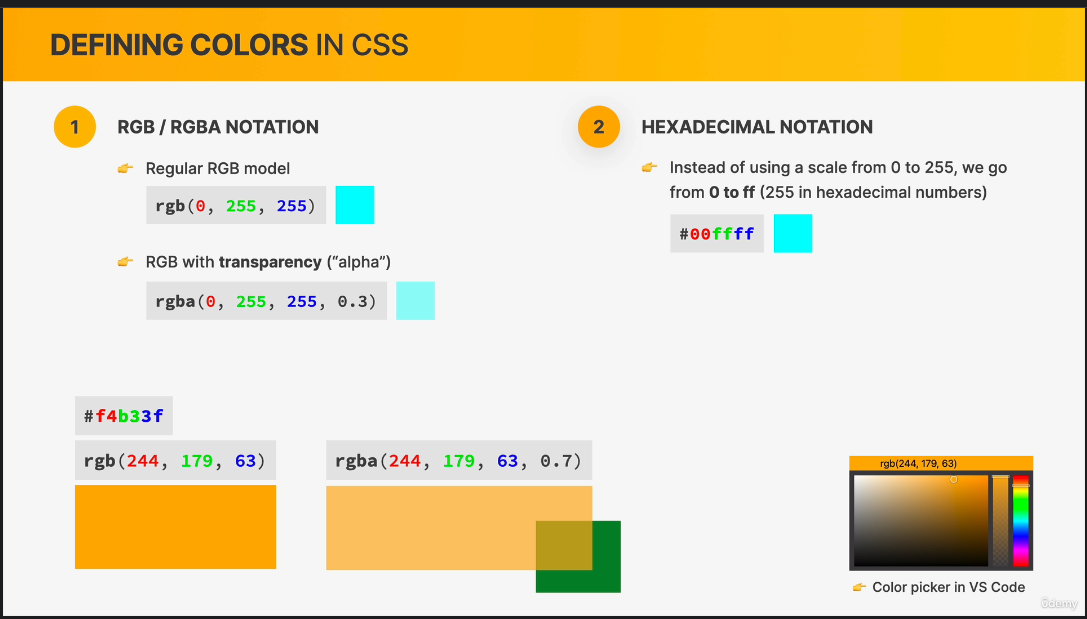 DEFINING COLORS IN CSS
1
RGB / RGBA NOTATION
Regular RGB model
rgb(0, 255, 255)
RGB with transparency (“alpha”)
rgba(0, 255, 255, 0.3)
2
HEXADECIMAL NOTATION
Instead of using a scale from 0 to 255, we go
from 0 to ff (255 in hexadecimal numbers)
#00ffff
#f4b33f
rgb(244, 179, 63)
rgba(244, 179, 63, 0.7)
rgb(244, 179, 63)
Color picker in VS Code
ûdemy